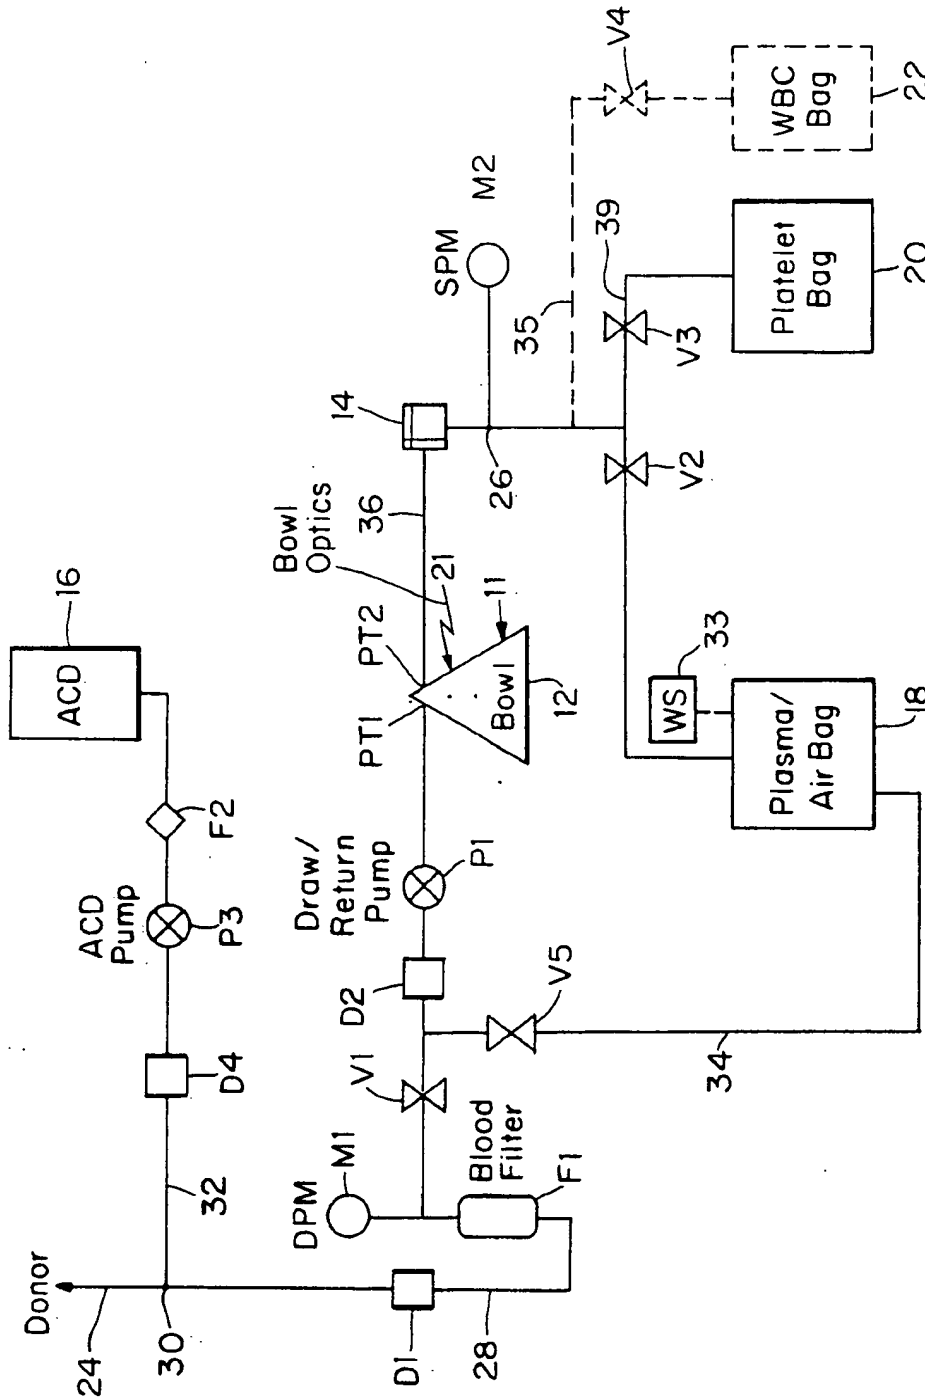 Donor
24
30
32
D4
ACD
Pump
P3
F2
ACD
16
D1
28
DPM
M1
Blood
Filter
F1
V1
V5
34
D2
Draw/
Return
Pump
P1
PT1
PT2
Bowl
12
11
21
Bowl
Optics
36
14
26
SPM
M2
35
39
V2
V3
V4
WS
33
Plasma/
Air Bag
18
Platelet
Bag
20
WBC
Bag
22